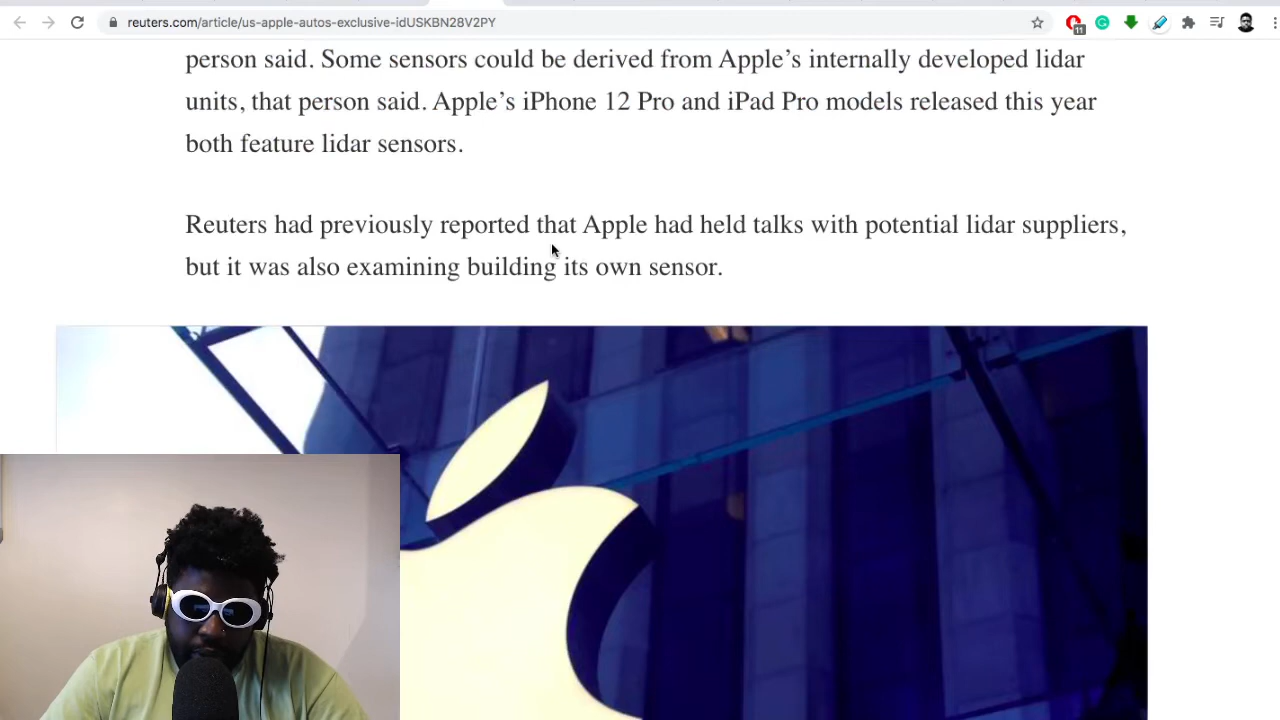 reuters.com/article/us-apple-autos-exclusive-idUSKBN28V2PY
11
person said. Some sensors could be derived from Apple’s internally developed lidar
units, that person said. Apple’s iPhone 12 Pro and iPad Pro models released this year
both feature lidar sensors.
Reuters had previously reported that Apple had held talks with potential lidar suppliers,
but it was also examining building its own sensor.